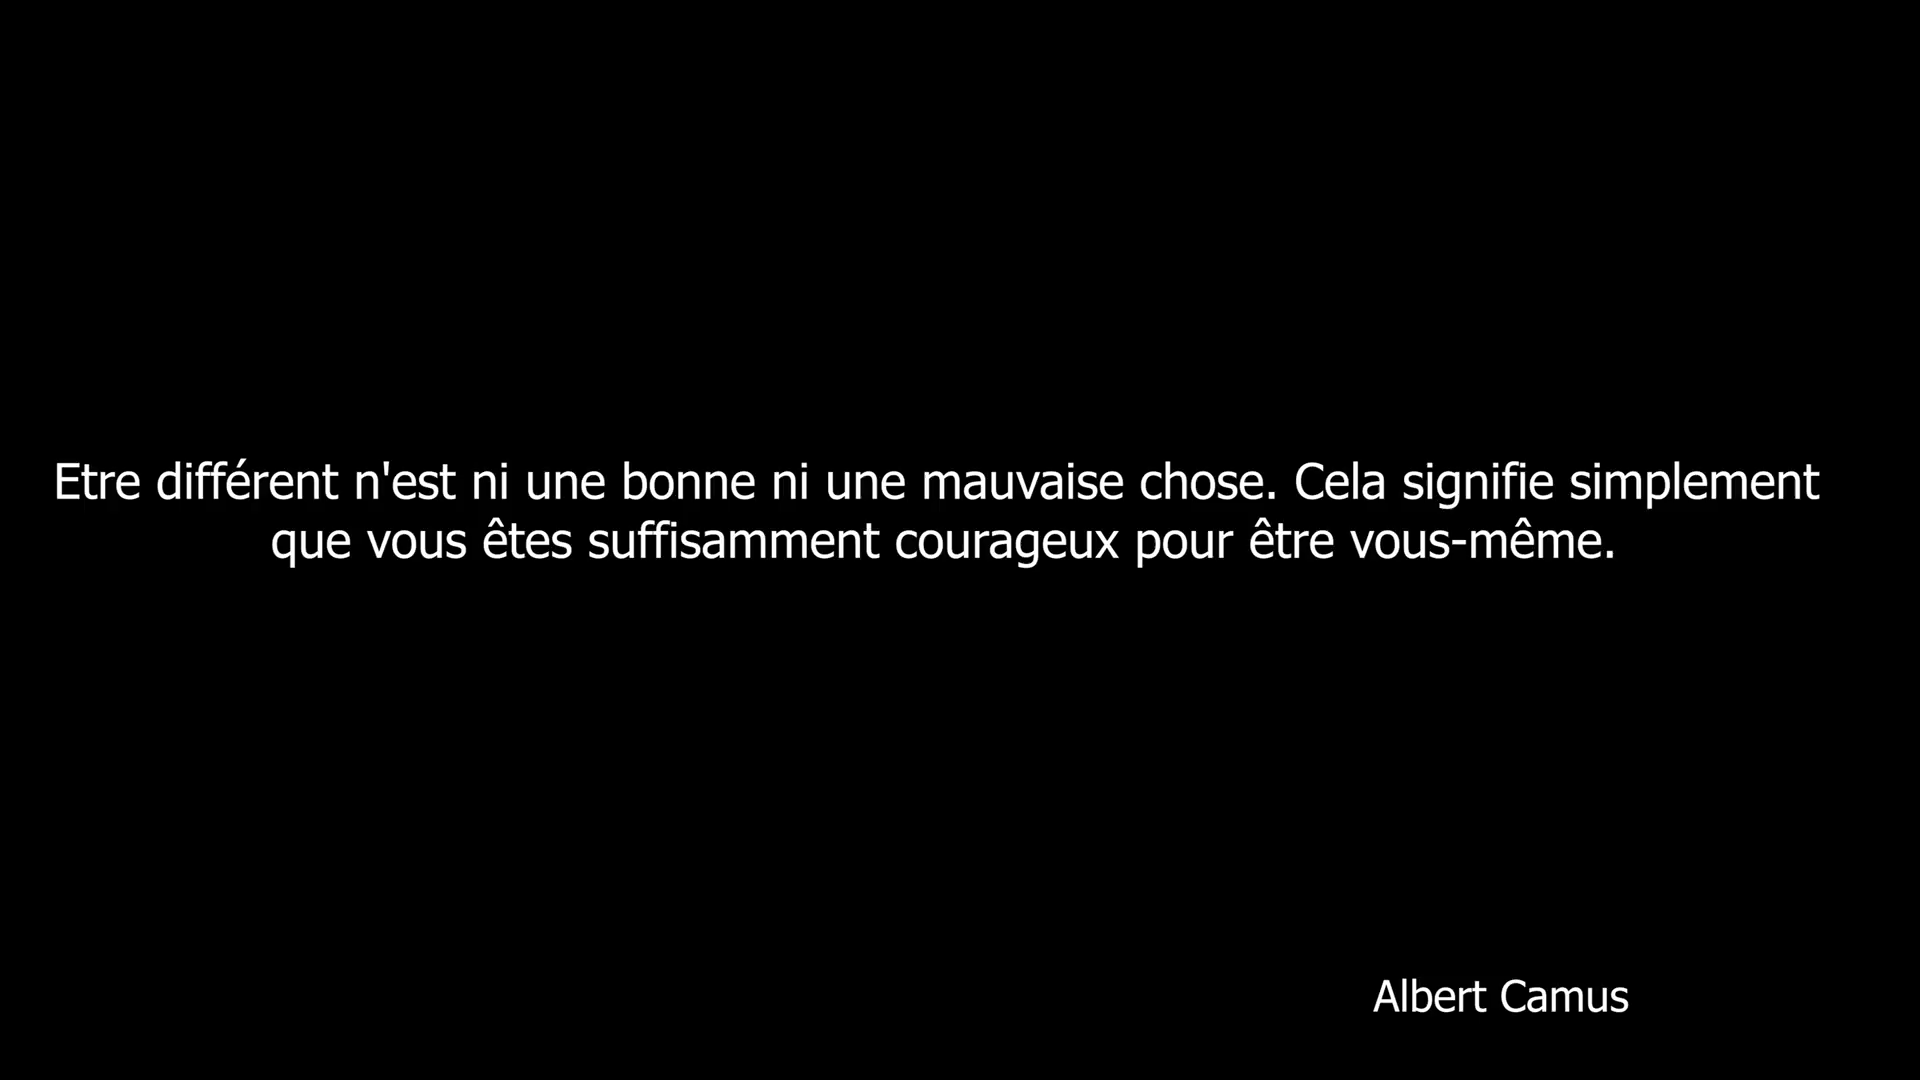 Etre différent n'est ni une bonne ni une mauvaise chose. Cela signifie simplement
que vous êtes suffisamment courageux pour être vous-même.
Albert Camus